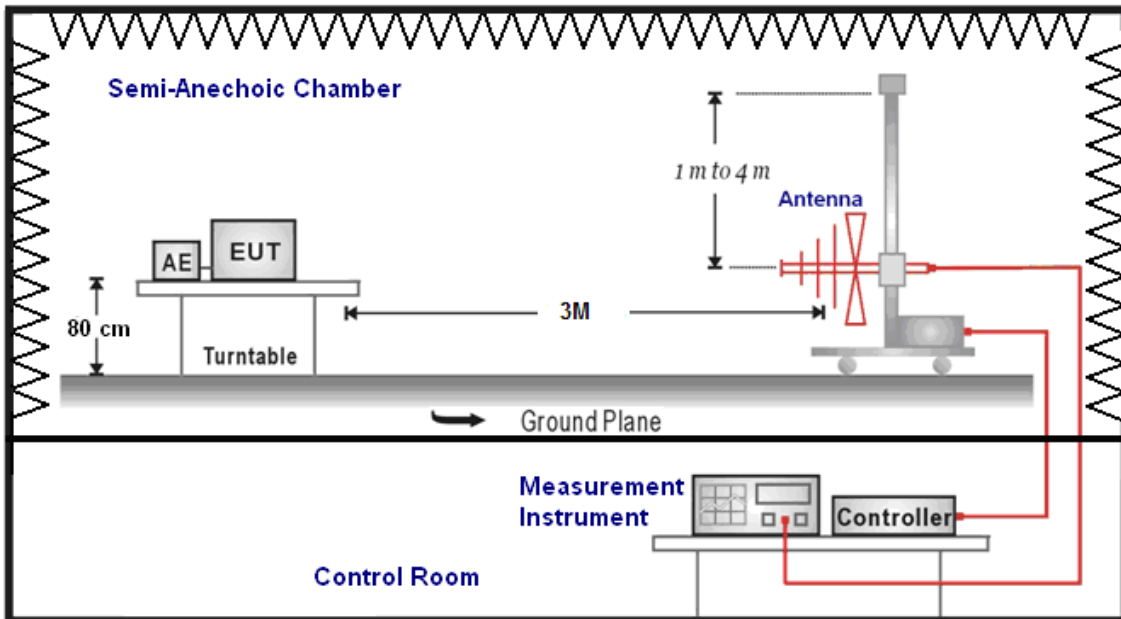 Semi-Anechoic Chamber
1 m to 4 m
Antenna
AE
EUT
80 cm
3M
Turntable
Ground Plane
Measurement
Instrument
Controller
Control Room